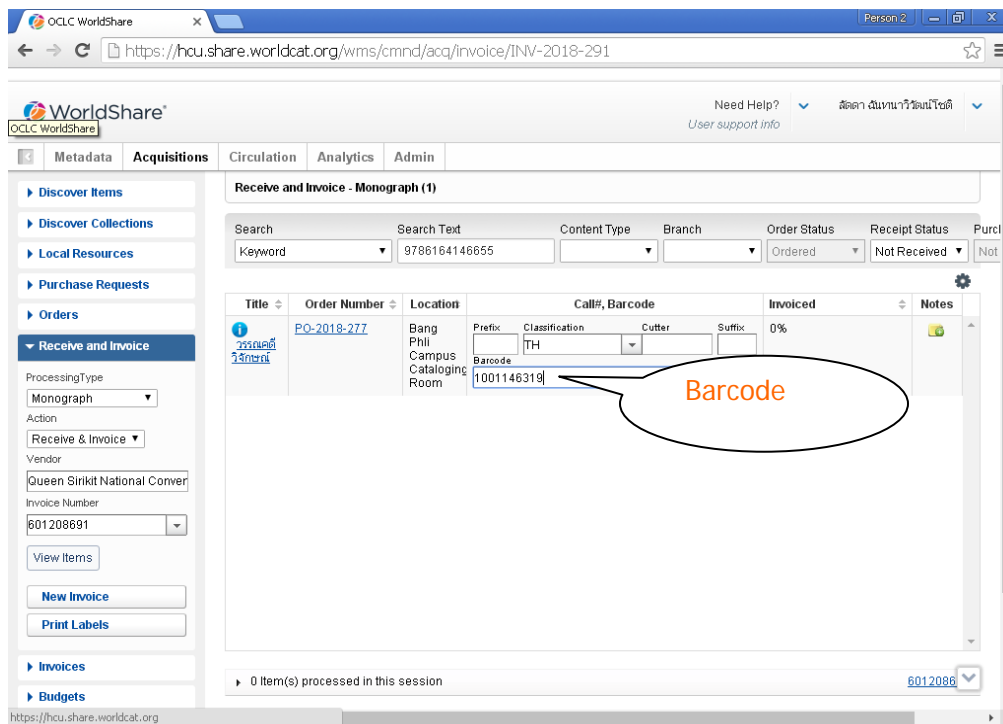 OCLC WorldShare
Person 2
https://hcu.share.worldcat.org/wms/cmnd/acq/invoice/INV-2018-291
WorldShare®
OCLC WorldShare
Need Help?
User support info
ลัดดา ฉันทนาวิวัฒน์โชติ
Metadata Acquisitions Circulation Analytics Admin
Discover Items
Discover Collections
Local Resources
Purchase Requests
Orders
Receive and Invoice
ProcessingType
Monograph
Action
Receive & Invoice
Vendor
Queen Sirikit National Conver
Invoice Number
601208691
View Items
New Invoice
Print Labels
Invoices
Budgets
Receive and Invoice - Monograph (1)
Search Search Text Content Type Branch Order Status Receipt Status Purcl
Keyword 9786164146655 Ordered Not Received Not
Title Order Number Location Call#, Barcode Invoiced Notes
วรรณคดี
วิจักษณ์
PO-2018-277
Bang
Phli
Campus
Cataloging
Room
Prefix Classification Cutter Suffix
TH
Barcode
1001146319
0%
Barcode
0 Item(s) processed in this session
6012086
https://hcu.share.worldcat.org